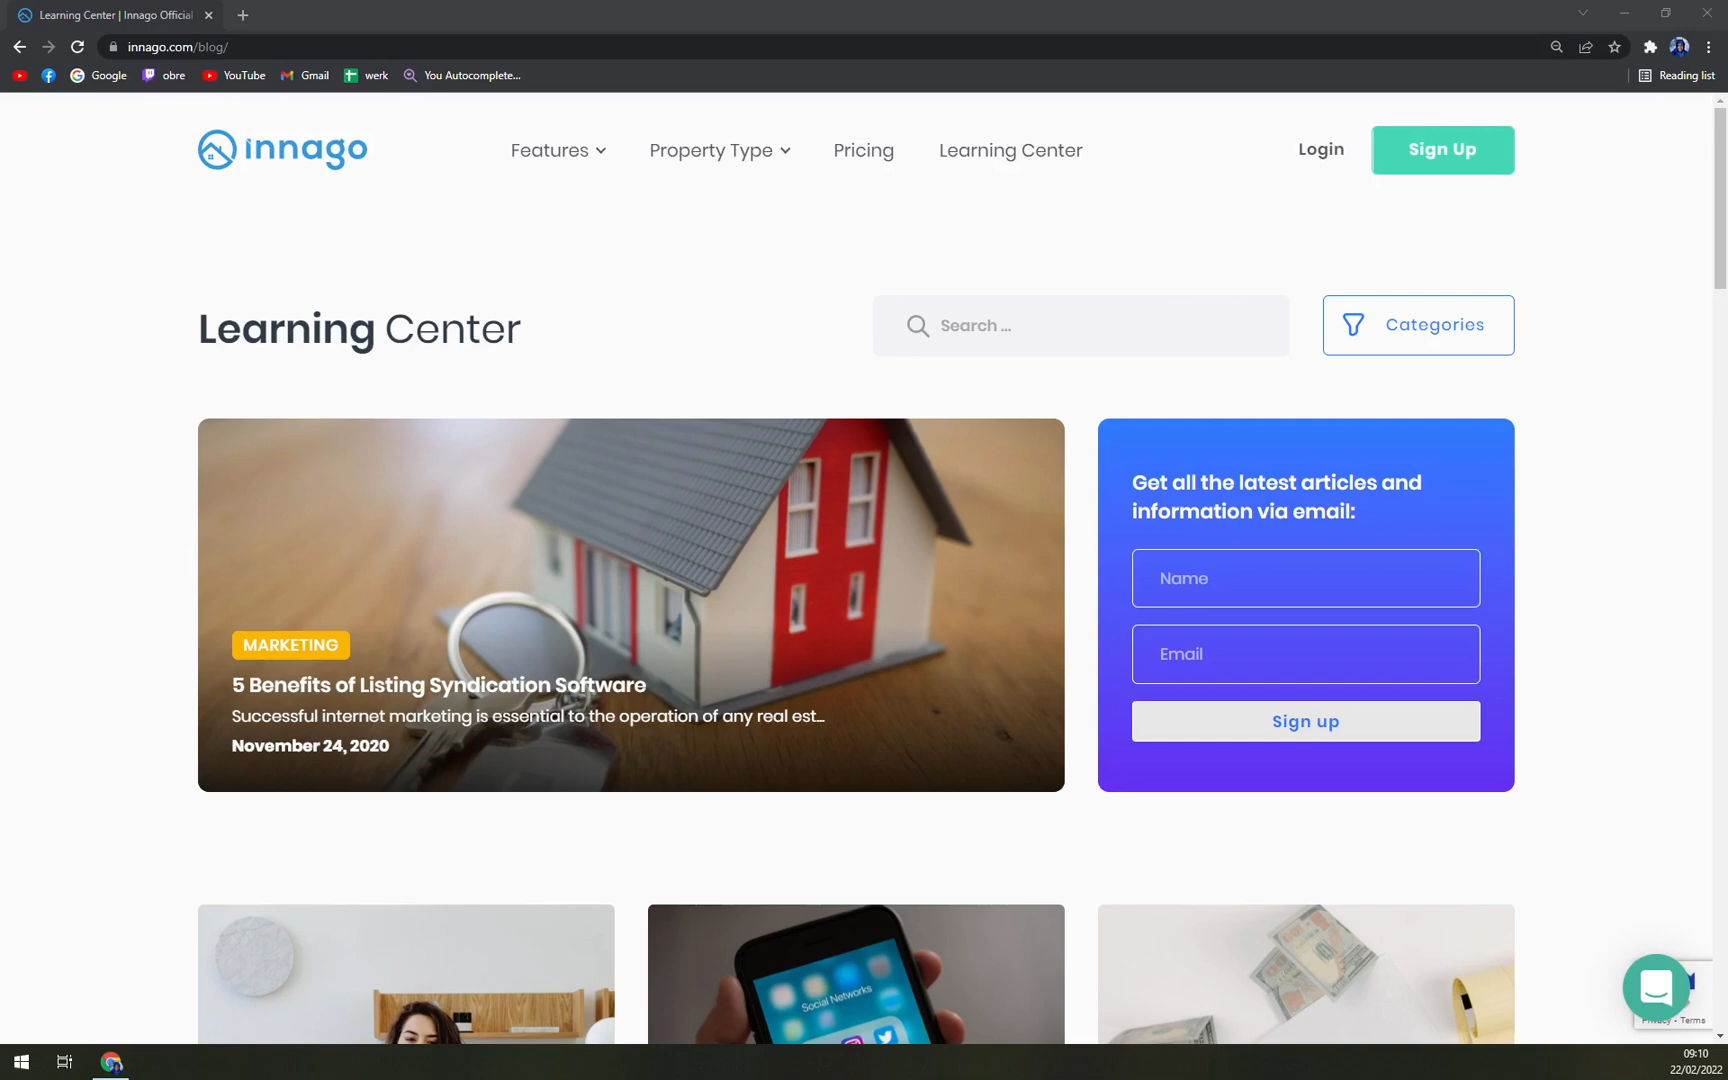 Learning Center | Innago Official
innago.com/blog/
Google
obre
YouTube
Gmail
werk
You Autocomplete...
Reading list
innago
Features
Property Type
Pricing
Learning Center
Login
Sign Up
Learning Center
Search ...
Categories
MARKETING
5 Benefits of Listing Syndication Software
Successful internet marketing is essential to the operation of any real est...
November 24, 2020
Get all the latest articles and
information via email:
Name
Email
Sign up
Social Networks
Privacy - Terms
09:10
22/02/2022